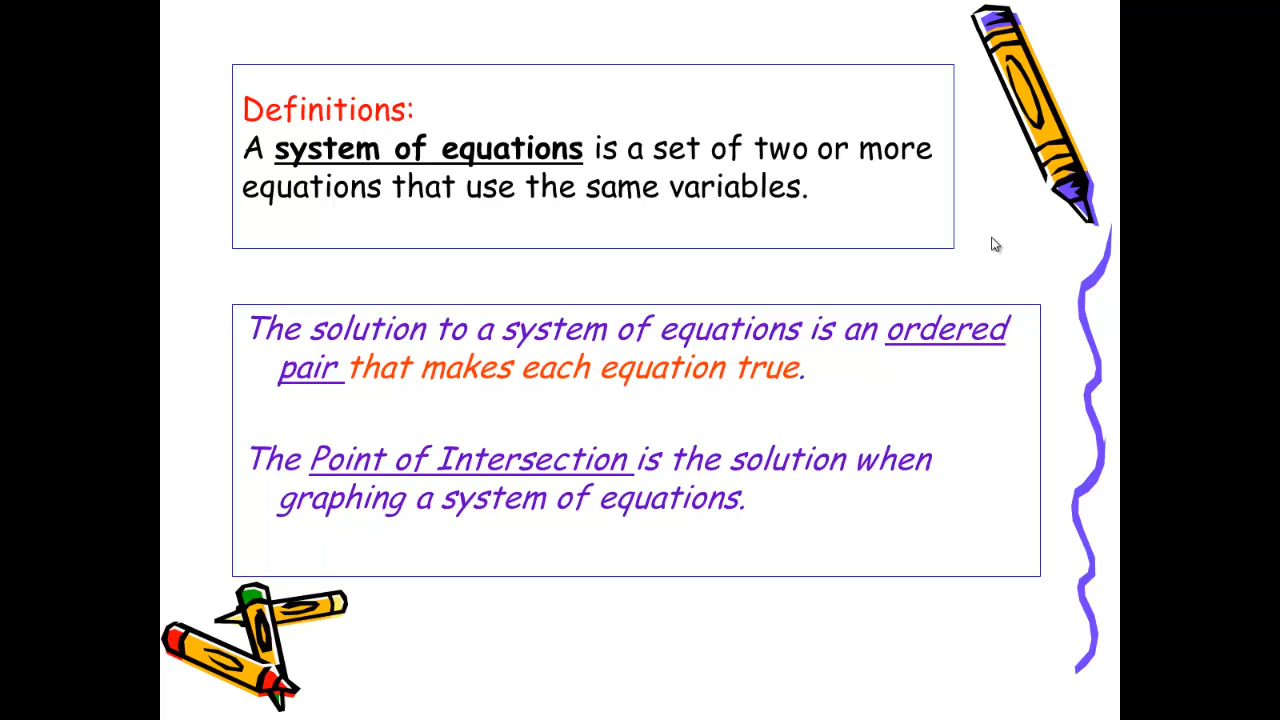 Definitions:
A system of equations is a set of two or more
equations that use the same variables.
The solution to a system of equations is an ordered
pair that makes each equation true.
The Point of Intersection is the solution when
graphing a system of equations.